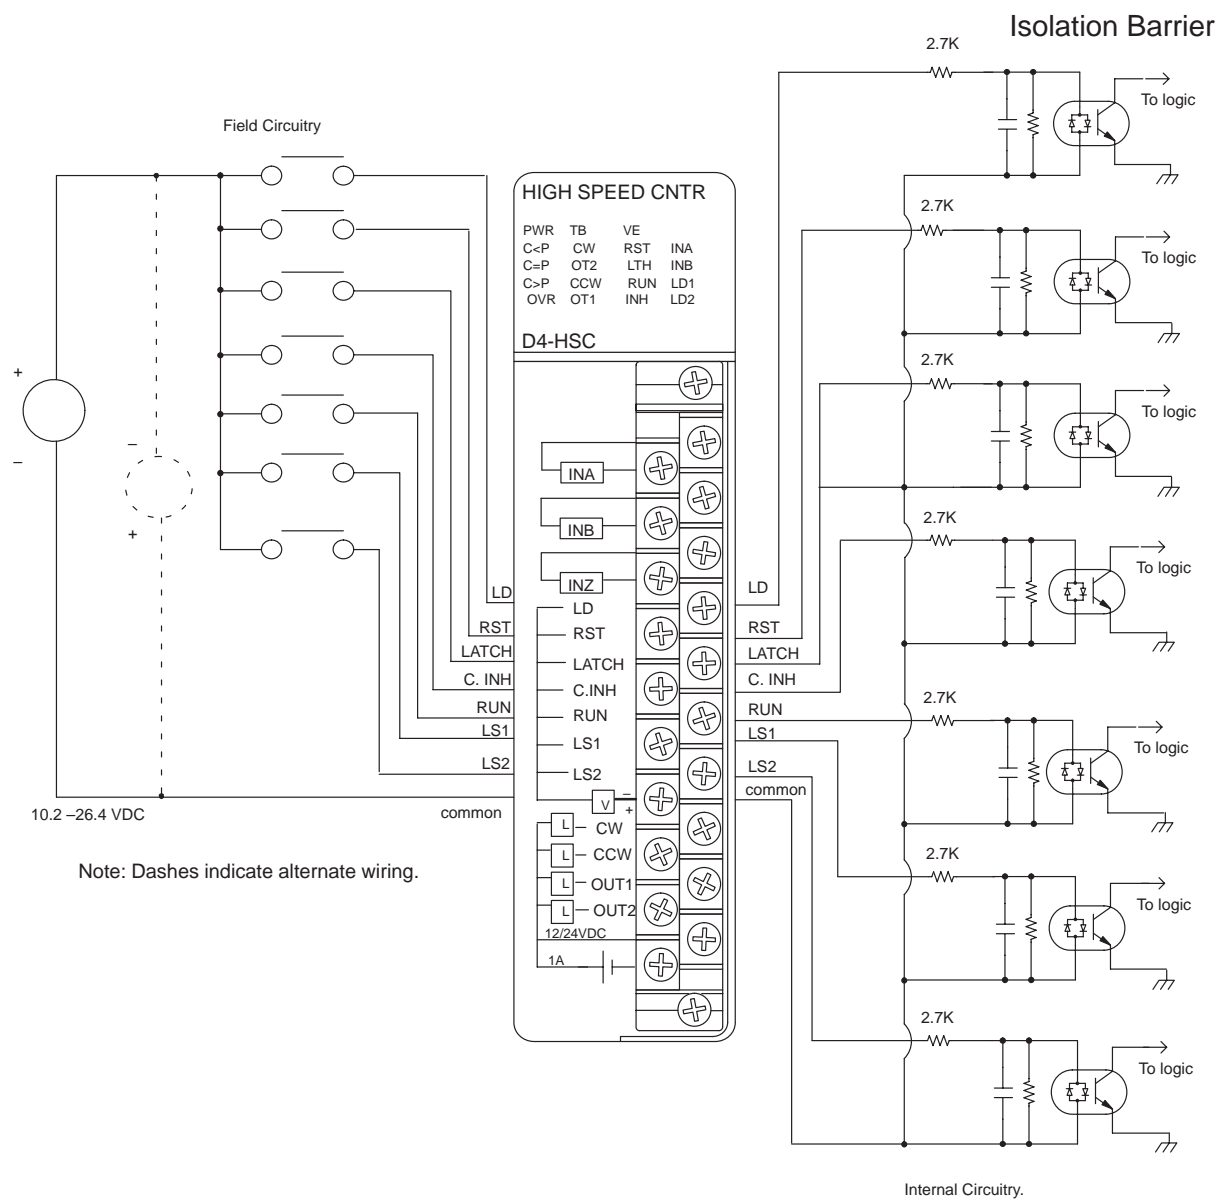 Isolation Barrier
2.7K
To logic
Field Circuitry
HIGH SPEED CNTR
PWR TB VE
C<P CW RST INA
C=P OT2 LTH INB
C>P CCW RUN LD1
OVR OT1 INH LD2
D4-HSC
+
–
–
+
10.2 –26.4 VDC
Note: Dashes indicate alternate wiring.
LD
RST
LATCH
C. INH
RUN
LS1
LS2
common
INA
INB
INZ
LD
RST
LATCH
C.INH
RUN
LS1
LS2
V
–
+
L CW
L CCW
L OUT1
L OUT2
12/24VDC
1A
LD
RST
LATCH
C. INH
RUN
LS1
LS2
common
2.7K
To logic
2.7K
To logic
2.7K
To logic
2.7K
To logic
2.7K
To logic
2.7K
To logic
Internal Circuitry.